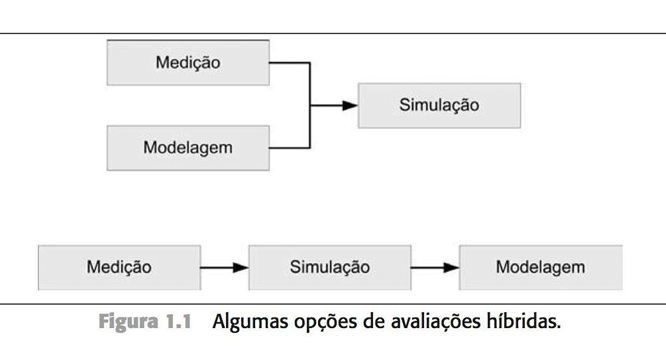 Medição
Simulação
Modelagem
Medição
Simulação
Modelagem
Figura 1.1 Algumas opções de avaliações híbridas.